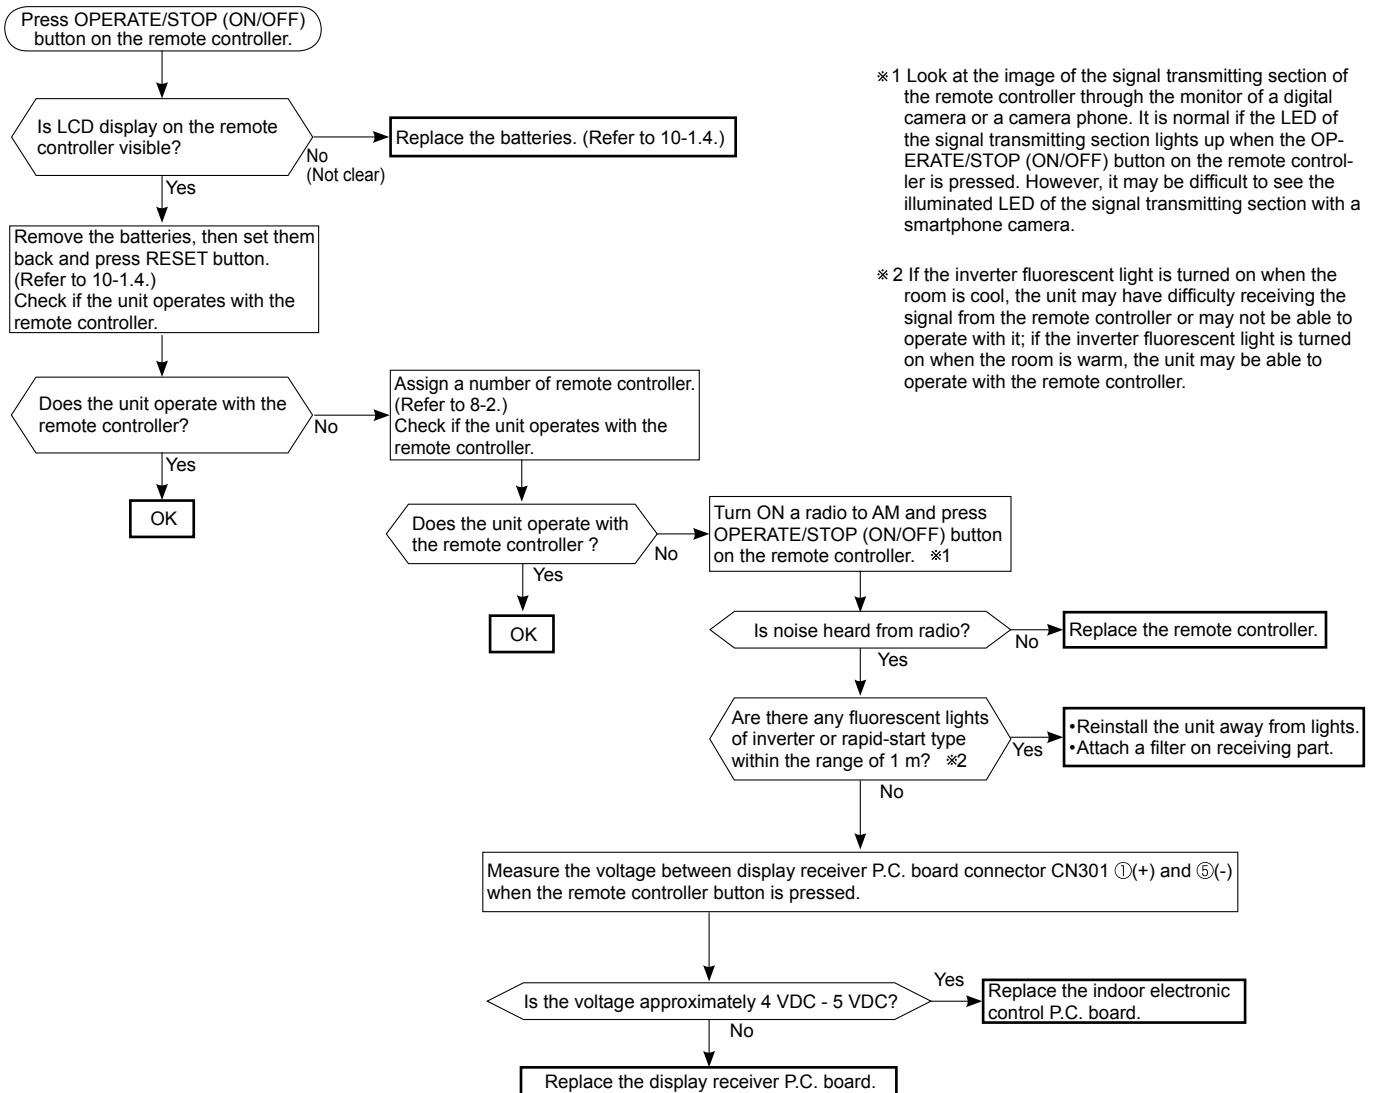 Press OPERATE/STOP (ON/OFF)
button on the remote controller.
Is LCD display on the remote
controller visible?
No
(Not clear)
Replace the batteries. (Refer to 10-1.4.)
Yes
Remove the batteries, then set them
back and press RESET button.
(Refer to 10-1.4.)
Check if the unit operates with the
remote controller.
Does the unit operate with the
remote controller?
No
Yes
OK
Assign a number of remote controller.
(Refer to 8-2.)
Check if the unit operates with the
remote controller.
Does the unit operate with
the remote controller ?
No
Yes
OK
Turn ON a radio to AM and press
OPERATE/STOP (ON/OFF) button
on the remote controller. ※1
Is noise heard from radio?
No
Replace the remote controller.
Yes
Are there any fluorescent lights
of inverter or rapid-start type
within the range of 1 m? ※2
Yes
•Reinstall the unit away from lights.
•Attach a filter on receiving part.
No
Measure the voltage between display receiver P.C. board connector CN301 ①(+) and ⑤(-)
when the remote controller button is pressed.
Is the voltage approximately 4 VDC - 5 VDC?
Yes
Replace the indoor electronic
control P.C. board.
No
Replace the display receiver P.C. board.
※1 Look at the image of the signal transmitting section of
the remote controller through the monitor of a digital
camera or a camera phone. It is normal if the LED of
the signal transmitting section lights up when the OP-
ERATE/STOP (ON/OFF) button on the remote control-
ler is pressed. However, it may be difficult to see the
illuminated LED of the signal transmitting section with a
smartphone camera.
※2 If the inverter fluorescent light is turned on when the
room is cool, the unit may have difficulty receiving the
signal from the remote controller or may not be able to
operate with it; if the inverter fluorescent light is turned
on when the room is warm, the unit may be able to
operate with the remote controller.